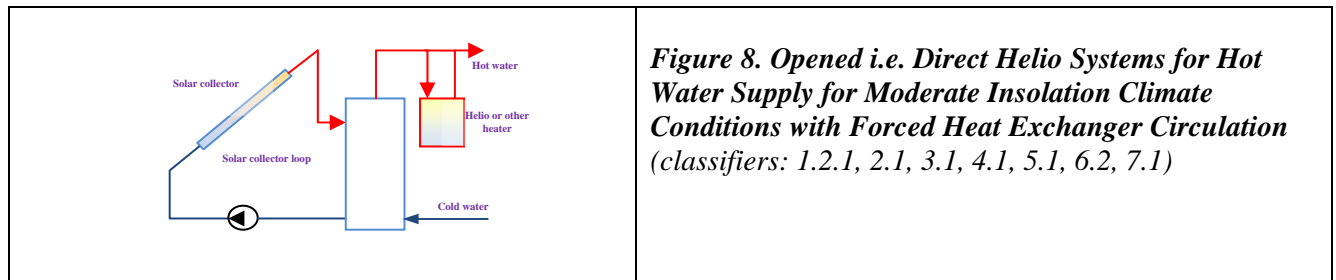 Solar collector
Hot water
Helio or other
heater
Solar collector loop
Cold water
Figure 8. Opened i.e. Direct Helio Systems for Hot
Water Supply for Moderate Insolation Climate
Conditions with Forced Heat Exchanger Circulation
(classifiers: 1.2.1, 2.1, 3.1, 4.1, 5.1, 6.2, 7.1)